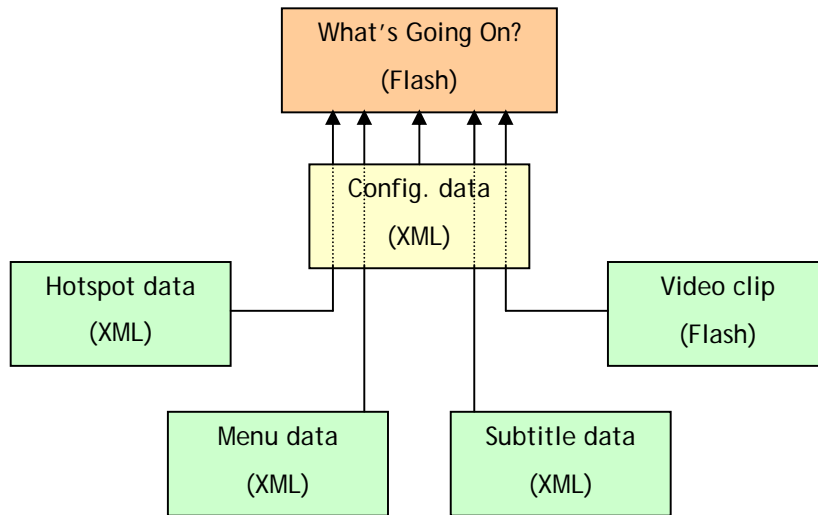 What's Going On?
(Flash)
Config. data
(XML)
Hotspot data
(XML)
Video clip
(Flash)
Menu data
(XML)
Subtitle data
(XML)